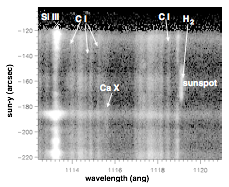 SI III
C I
C I
H2
-120
-140
-160
-180
-200
-220
Ca X
sunspot
sun-y (arcsec)
1114
1116
1118
1120
wavelength (ang)